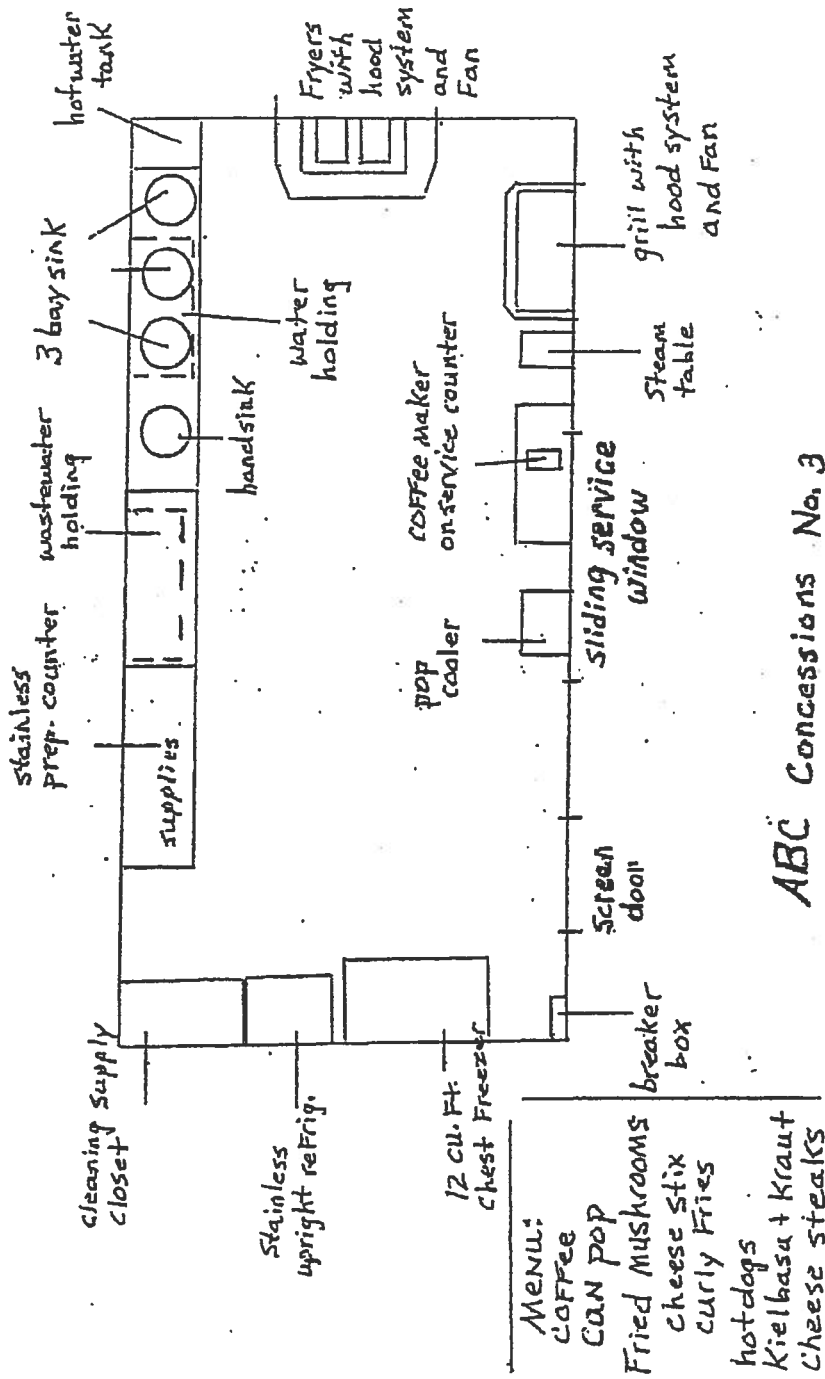 hot water
tank
3 bay sink
wastewater
holding
stainless
prep. counter
supplies
handsink
water
holding
Fryers
with
hood
system
and
Fan
cleaning supply
closet
Stainless
upright refrig.
12 cu. Ft.
Chest Freezer
breaker
box
screen
door
pop
cooler
sliding service
window
COFFee Maker
on service counter
Steam
table
grill with
hood system
and Fan
ABC Concessions No. 3
MENU:
COFFee
CAN POP
Fried Mushrooms
cheese stix
curly Fries
hotdogs
Kielbasa + Kraut
Cheese steaks